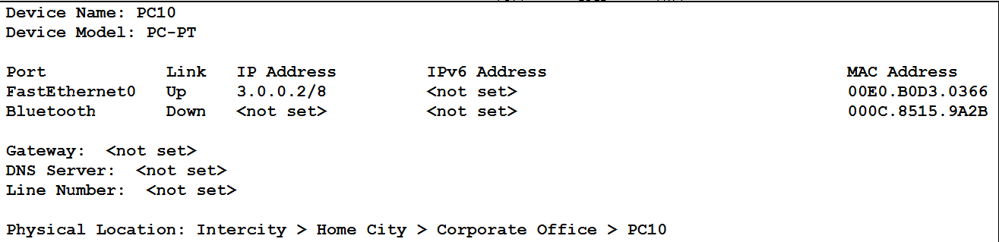 Device Name: PC10
Device Model: PC-PT
Port Link IP Address IPv6 Address MAC Address
FastEthernet0 Up 3.0.0.2/8 <not set> 00E0.B0D3.0366
Bluetooth Down <not set> <not set> 000C.8515.9A2B
Gateway: <not set>
DNS Server: <not set>
Line Number: <not set>
Physical Location: Intercity > Home City > Corporate Office > PC10